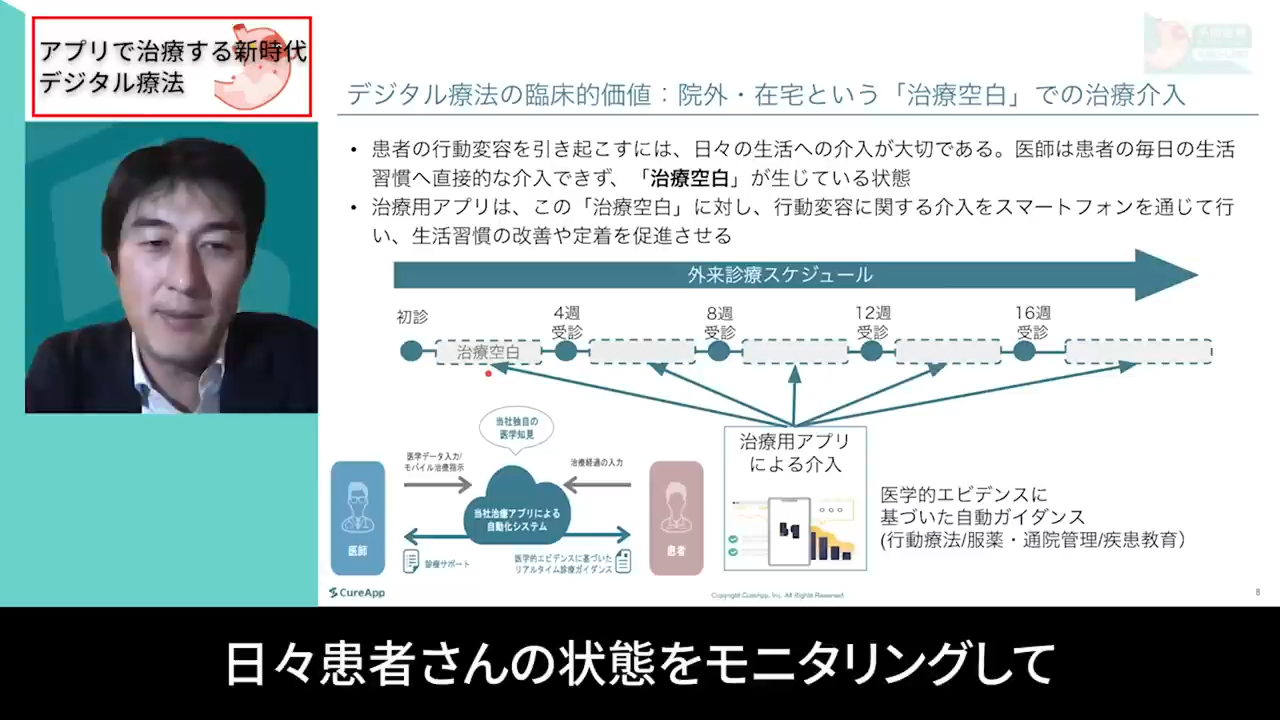 アプリで治療する新時代
デジタル療法
デジタル療法の臨床的価値：院外・在宅という「治療空白」での治療介入
• 患者の行動変容を引き起こすには、日々の生活への介入が大切である。医師は患者の毎日の生活
習慣へ直接的な介入できず、「治療空白」が生じている状態
• 治療用アプリは、この「治療空白」に対し、行動変容に関する介入をスマートフォンを通じて行
い、生活習慣の改善や定着を促進させる
外来診療スケジュール
初診
4週
受診
8週
受診
12週
受診
16週
受診
治療空白
当社独自の
医学知見
医学データ入力/
モバイル治療指示
治療経過の入力
当社治療アプリによる
自動化システム
医師
患者
診療サポート
医学的エビデンスに基づいた
リアルタイム診療ガイダンス
治療用アプリ
による介入
医学的エビデンスに
基づいた自動ガイダンス
(行動療法/服薬・通院管理/疾患教育）
CureApp
Copyright CureApp, Inc. All Rights Reserved
8
日々患者さんの状態をモニタリングして